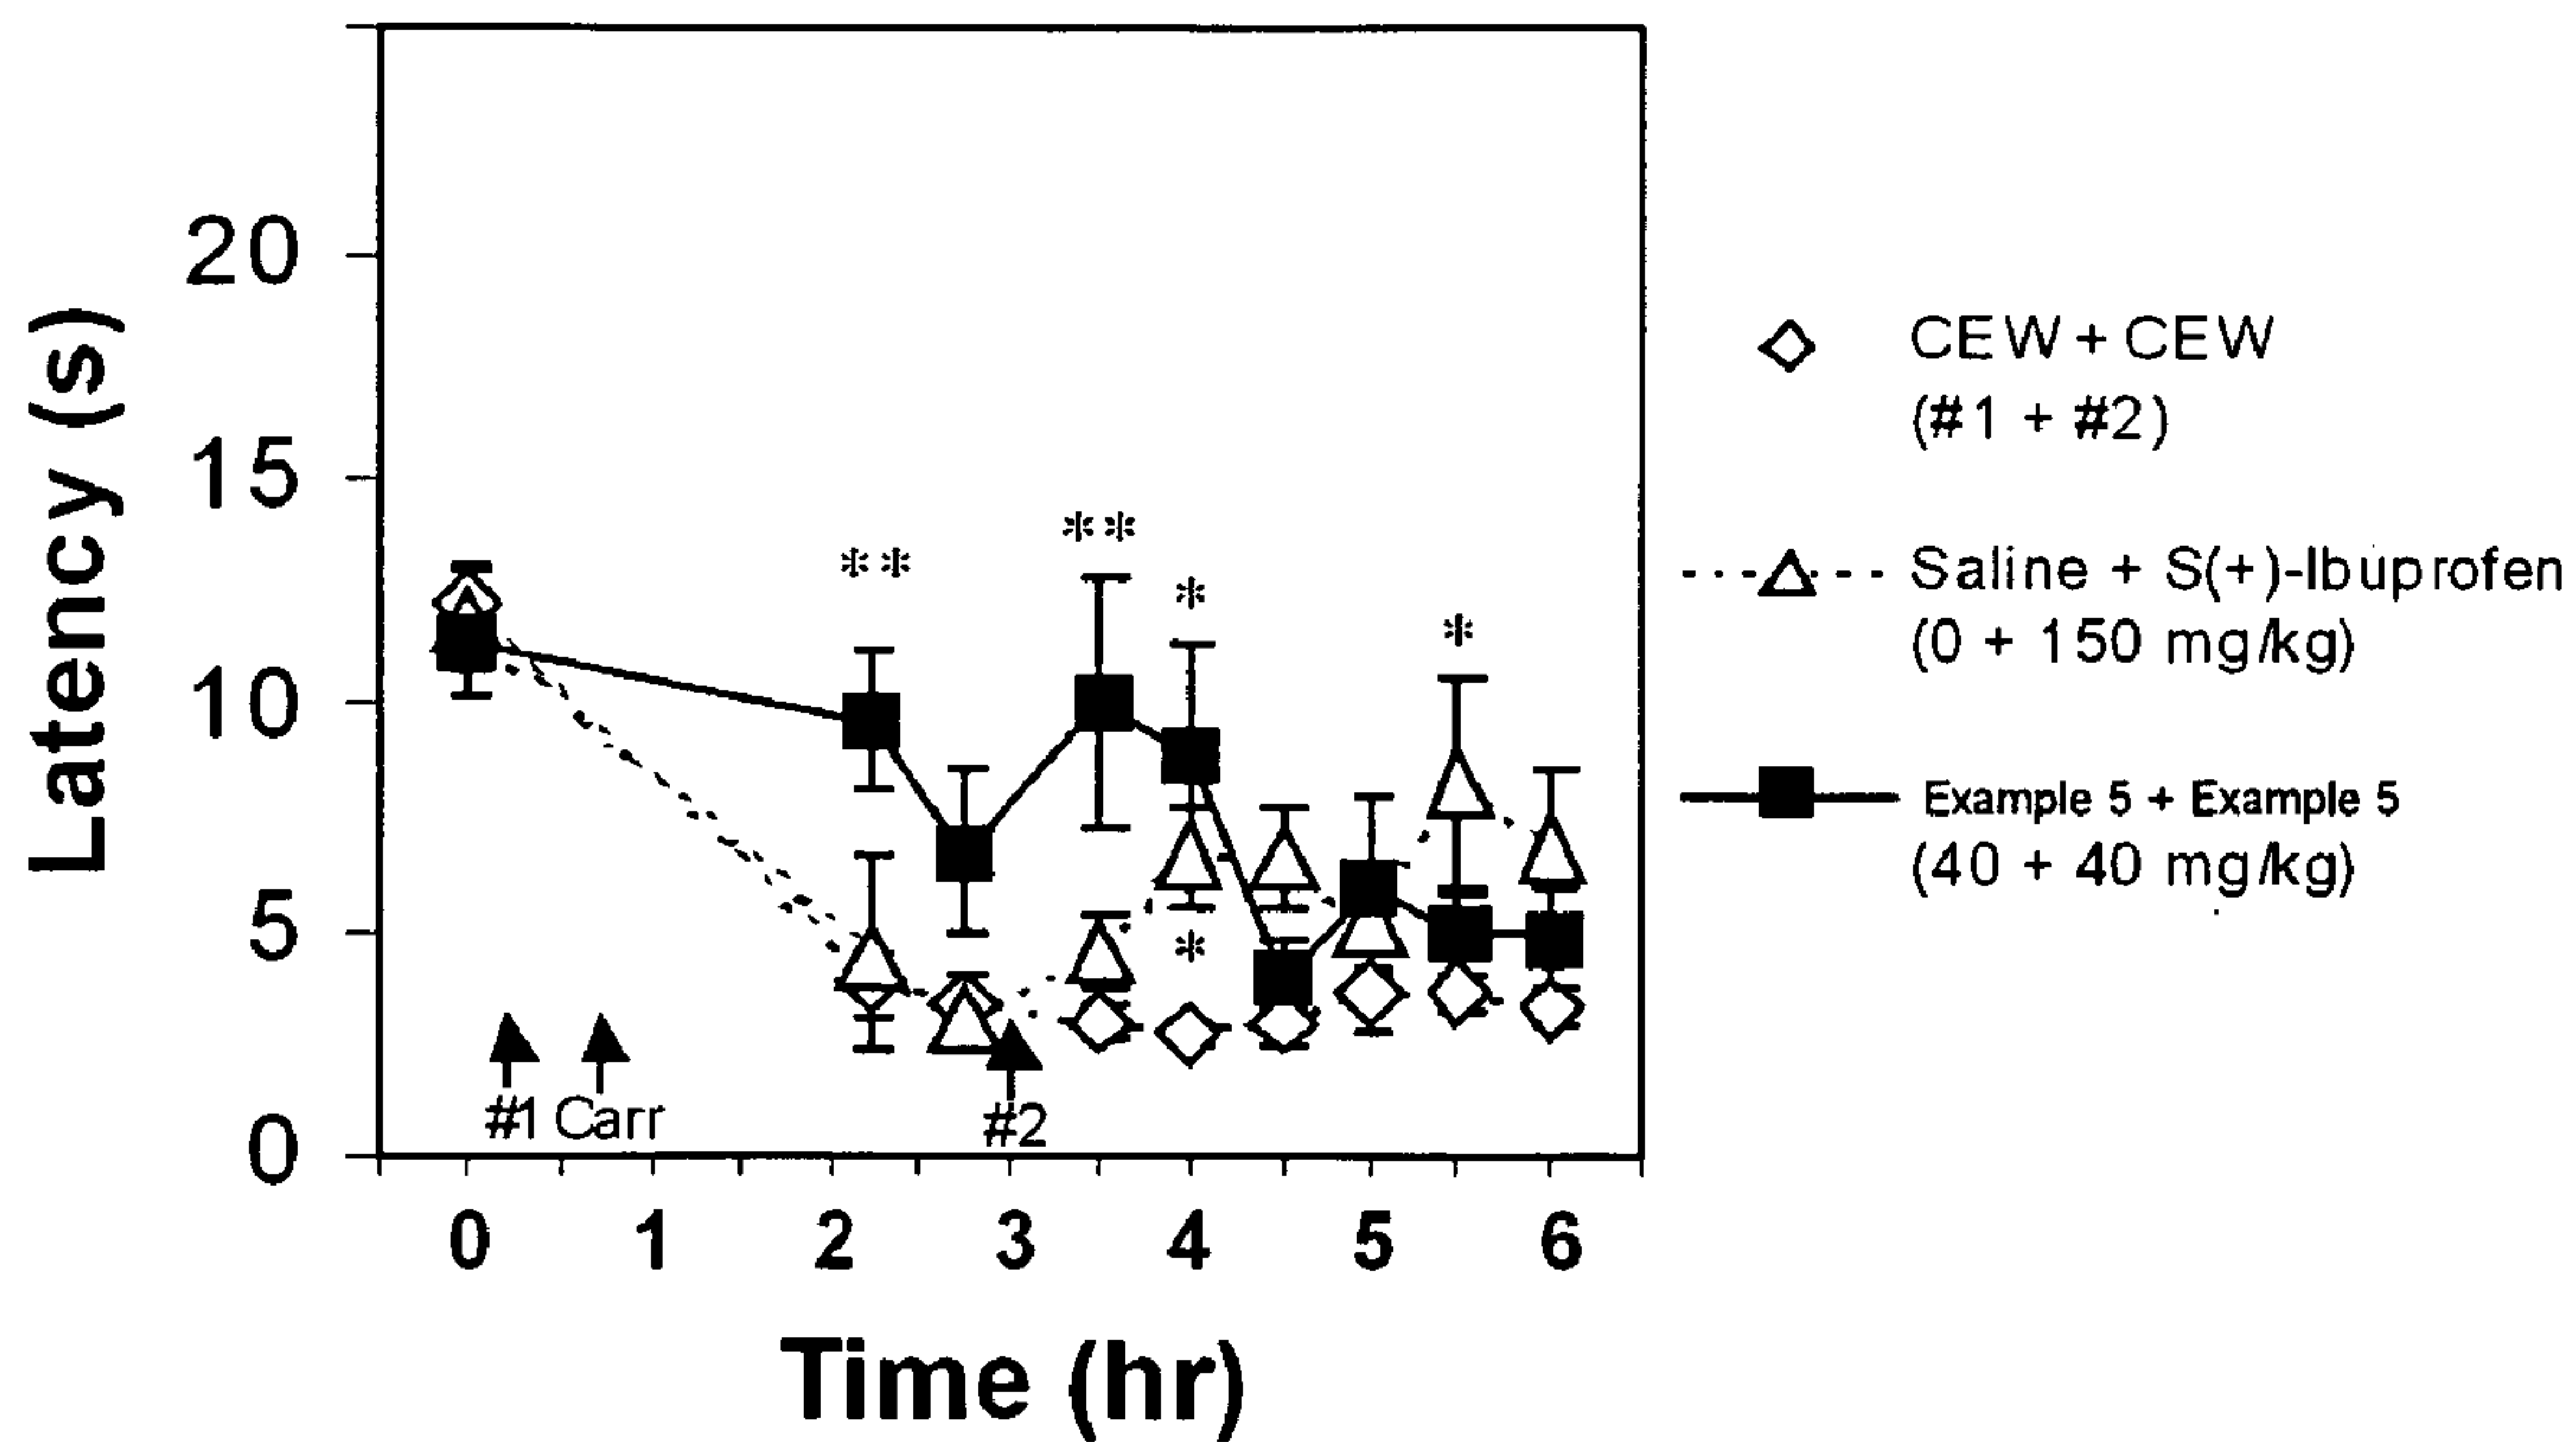 Latency (s)
20
15
10
5
0
**
**
*
*
*
#1 Carr
#2
0 1 2 3 4 5 6
Time (hr)
CEW + CEW
(#1 + #2)
Saline + S(+)-Ibuprofen
(0 + 150 mg/kg)
Example 5 + Example 5
(40 + 40 mg/kg)